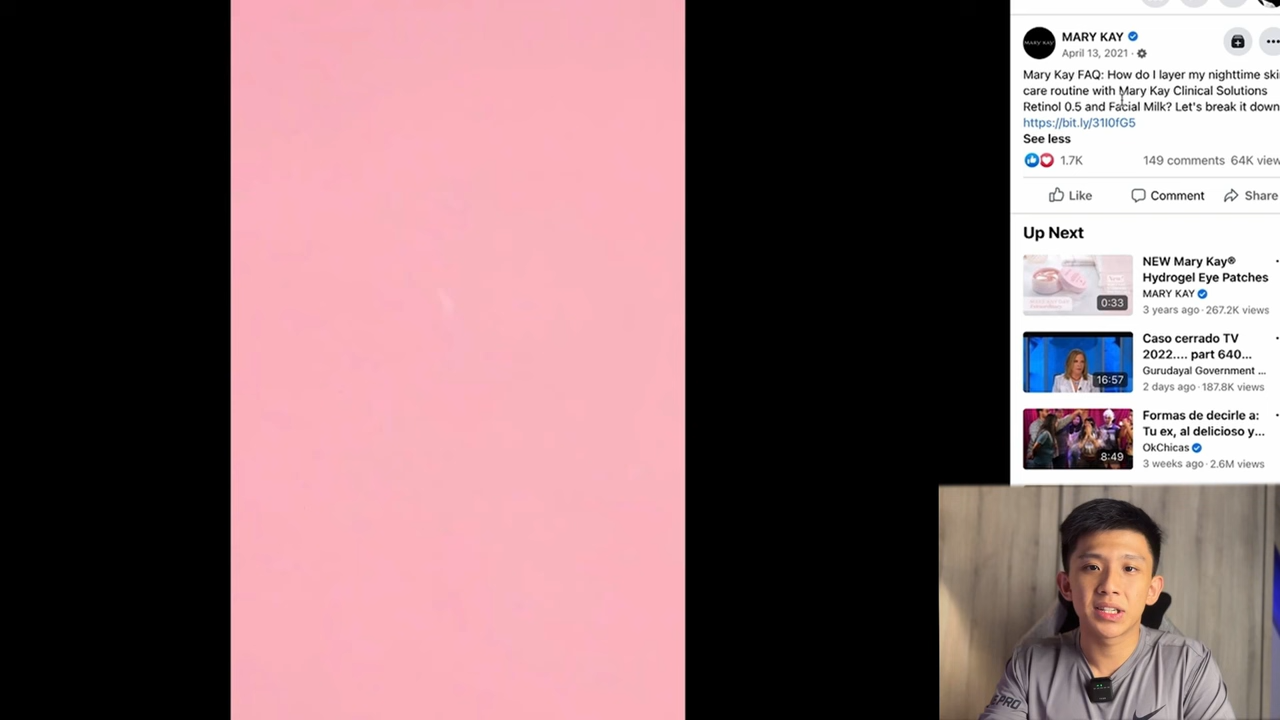 MARY KAY
MARY KAY
April 13, 2021 ·
Mary Kay FAQ: How do I layer my nighttime ski
care routine with Mary Kay Clinical Solutions
Retinol 0.5 and Facial Milk? Let's break it down
https://bit.ly/31I0fG5
See less
1.7K 149 comments 64K view
Like Comment Share
Up Next
NEW Mary Kay®
Hydrogel Eye Patches
MARY KAY
3 years ago · 267.2K views
0:33
Caso cerrado TV
2022.... part 640...
Gurudayal Government ...
2 days ago · 187.8K views
16:57
Formas de decirle a:
Tu ex, al delicioso y...
OkChicas
3 weeks ago · 2.6M views
8:49
PRO